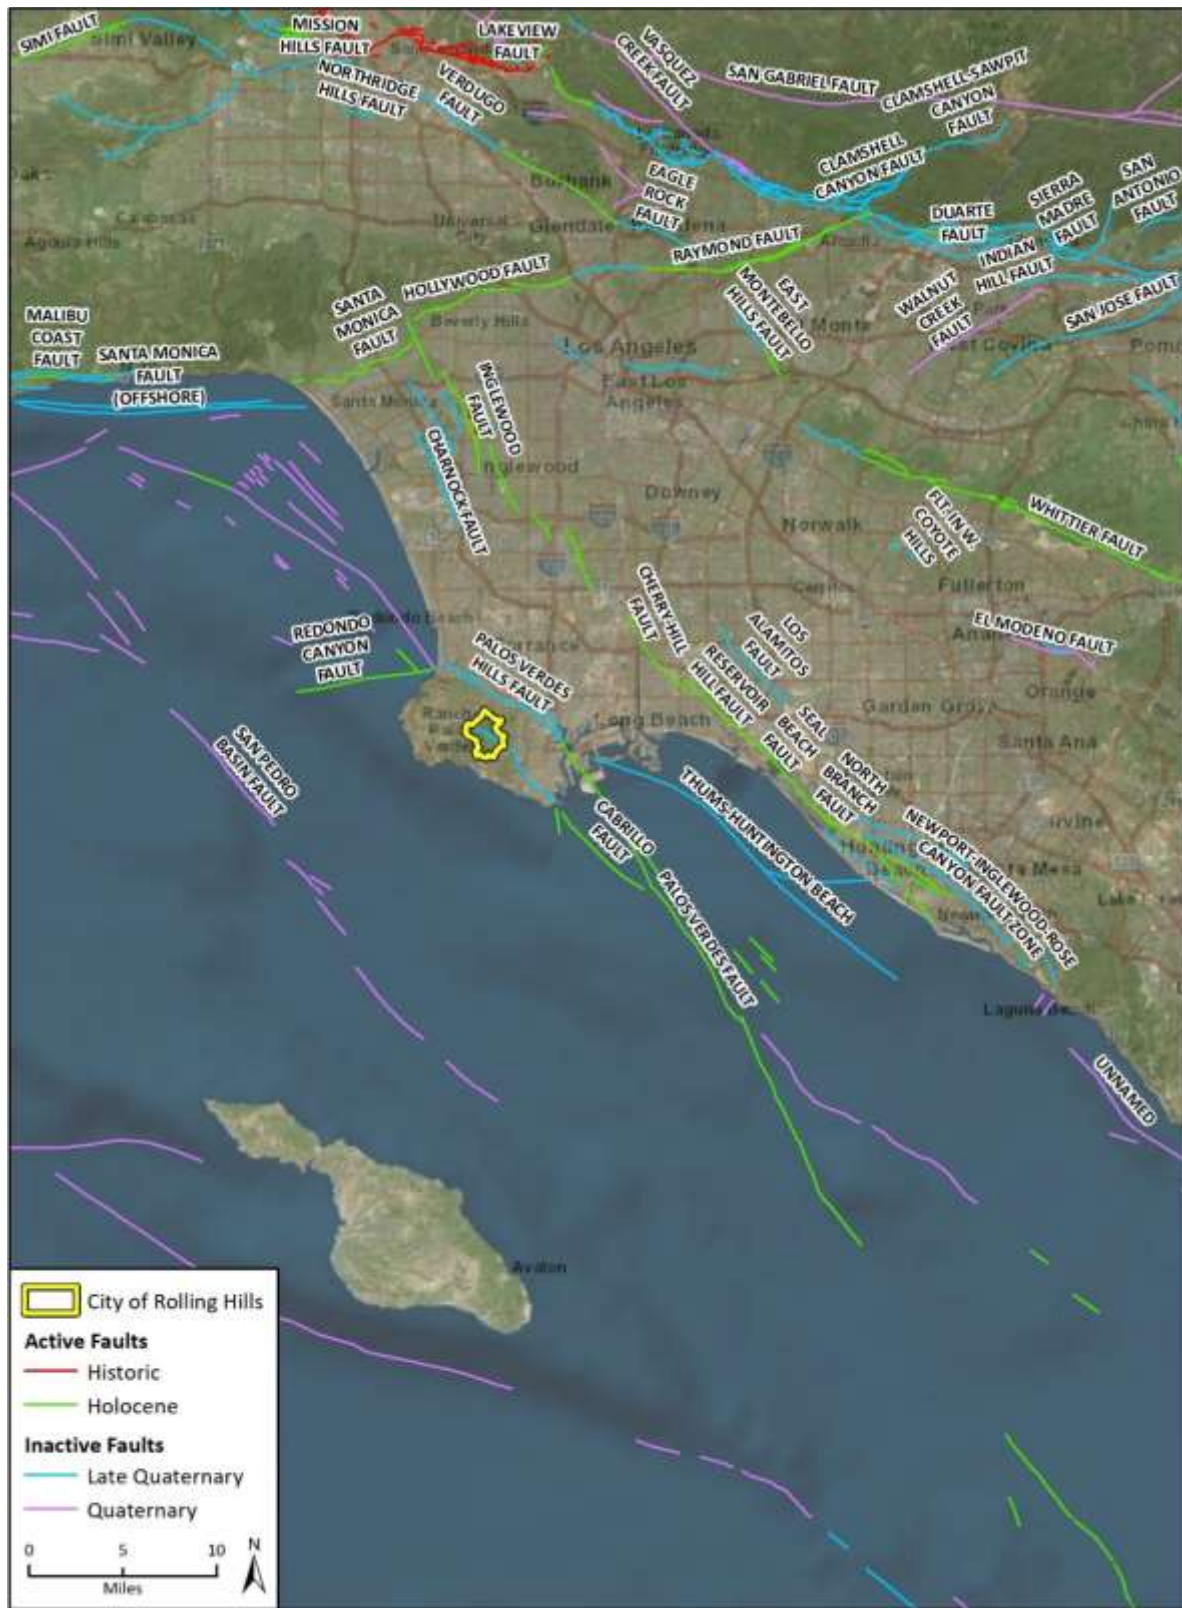 SIMI FAULT
Simi Valley
MISSION
HILLS FAULT
LAKEVIEW
FAULT
VASQUEZ
CREEK FAULT
SAN GABRIEL FAULT
CLAMSHELL-SAWPIT
CANYON
FAULT
NORTHRIDGE
HILLS FAULT
VERDUGO
FAULT
CLAMSHELL
CANYON FAULT
EAGLE
ROCK
FAULT
Burbank
Glendale
Universal
City
Calabasas
Agoura Hills
DUARTE
FAULT
SIERRA
MADRE
FAULT
SAN
ANTONIO
FAULT
INDIAN
HILL FAULT
RAYMOND FAULT
Arcadia
HOLLYWOOD FAULT
SANTA
MONICA
FAULT
Beverly Hills
EAST
MONTEBELLO
HILLS FAULT
WALNUT
CREEK
FAULT
SAN JOSE FAULT
MALIBU
COAST
FAULT
SANTA MONICA
FAULT
(OFFSHORE)
Los Angeles
East Los
Angeles
Santa Monica
INGLEWOOD
FAULT
CHARNOCK FAULT
Inglewood
Downey
Norwalk
WHITTIER FAULT
FLT. IN W.
COYOTE
HILLS
Fullerton
EL MODENO FAULT
Orange
Garden Grove
Santa Ana
CHERRY-HILL
FAULT
LOS
ALAMITOS
FAULT
RESERVOIR
HILL FAULT
SEAL
BEACH
FAULT
NORTH
BRANCH
FAULT
REDONDO
CANYON
FAULT
PALOS VERDES
HILLS FAULT
Long Beach
SAN PEDRO
BASIN FAULT
CABRILLO
FAULT
THUMS-HUNTINGTON BEACH
PALOS VERDES FAULT
NEWPORT-INGLEWOOD-ROSE
CANYON FAULT ZONE
UNNAMED
Avalon
City of Rolling Hills
Active Faults
Historic
Holocene
Inactive Faults
Late Quaternary
Quaternary
0 5 10
Miles
N